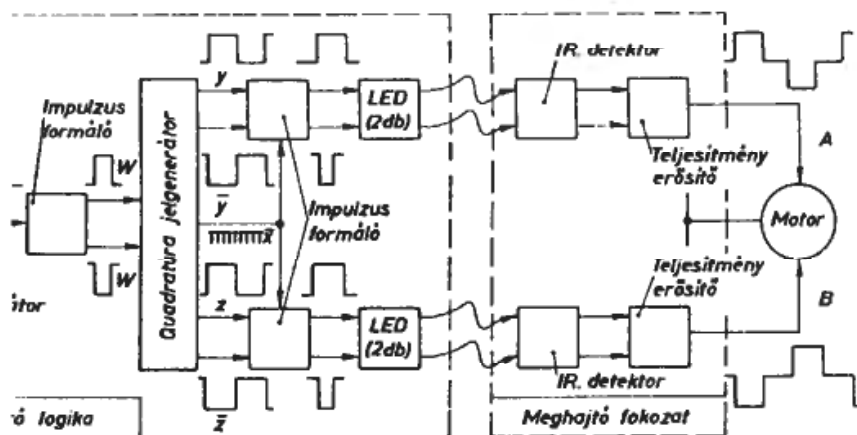 IR. detektor
Impulzus
formáló
y
LED
(2db)
A
W
Quadratura jelgenerátor
ȳ
Impulzus
formáló
Teljesítmény
erősítő
x̄
Motor
W
Teljesítmény
erősítő
z
LED
(2db)
B
IR. detektor
z̄
logika
Meghajtó fokozat